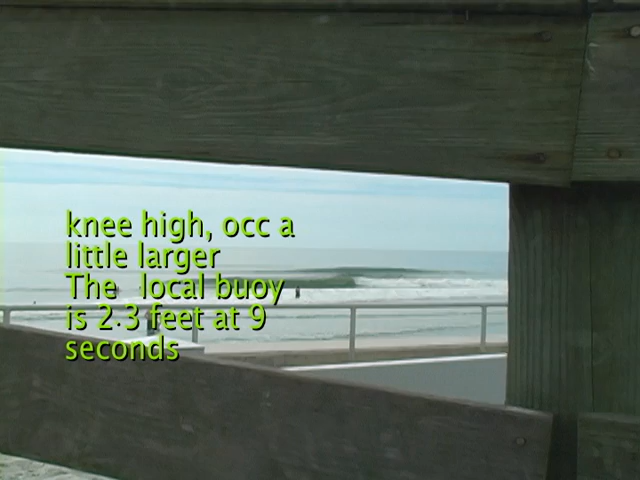 knee high, occ a
little larger
The local buoy
is 2.3 feet at 9
seconds